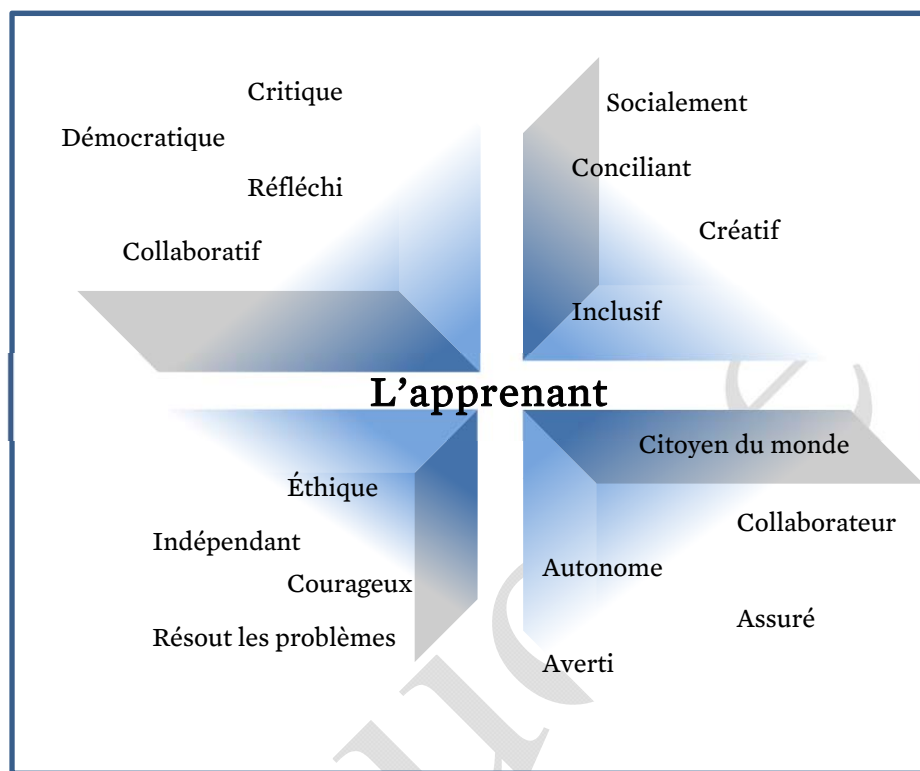 Critique
Démocratique
Réfléchi
Collaboratif
Socialement
Conciliant
Créatif
Inclusif
L’apprenant
Éthique
Indépendant
Courageux
Résout les problèmes
Citoyen du monde
Collaborateur
Autonome
Assuré
Averti